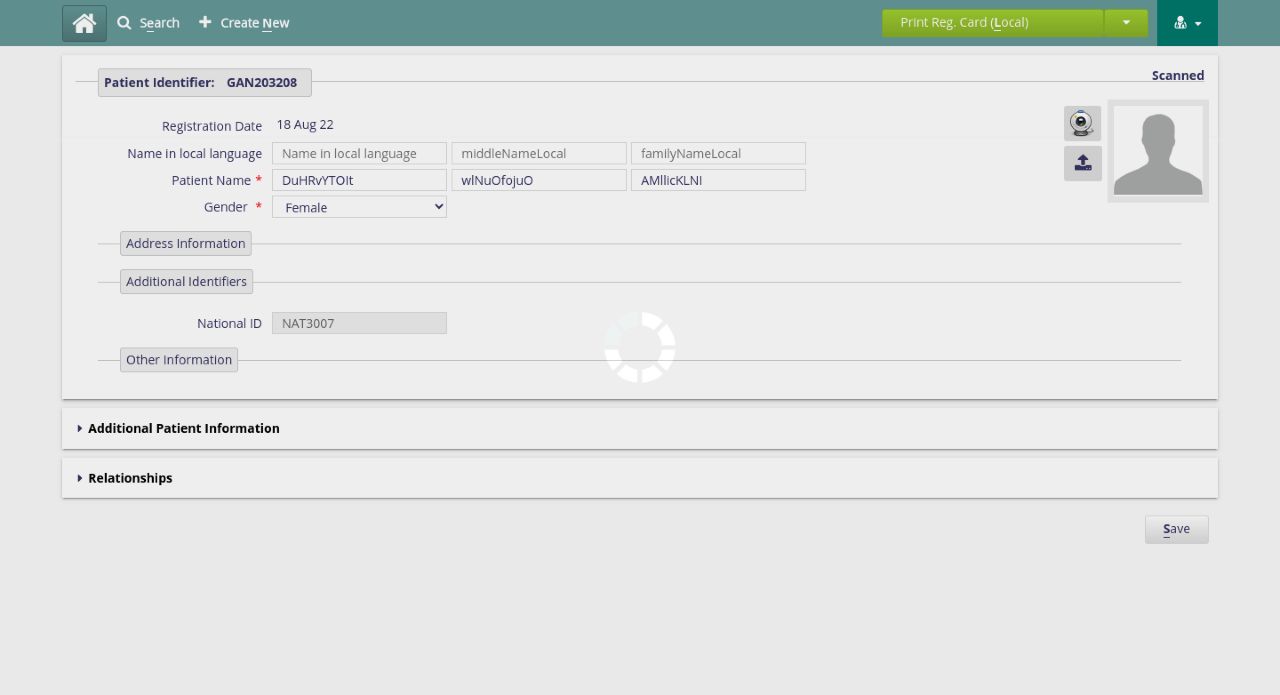 Search Create New Print Reg. Card (Local)
Patient Identifier: GAN203208 Scanned
Registration Date 18 Aug 22
Name in local language Name in local language middleNameLocal familyNameLocal
Patient Name * DuHRvYTOIt wlNuOfojuO AMllicKLNI
Gender * Female
Address Information
Additional Identifiers
National ID NAT3007
Other Information
Additional Patient Information
Relationships
Save